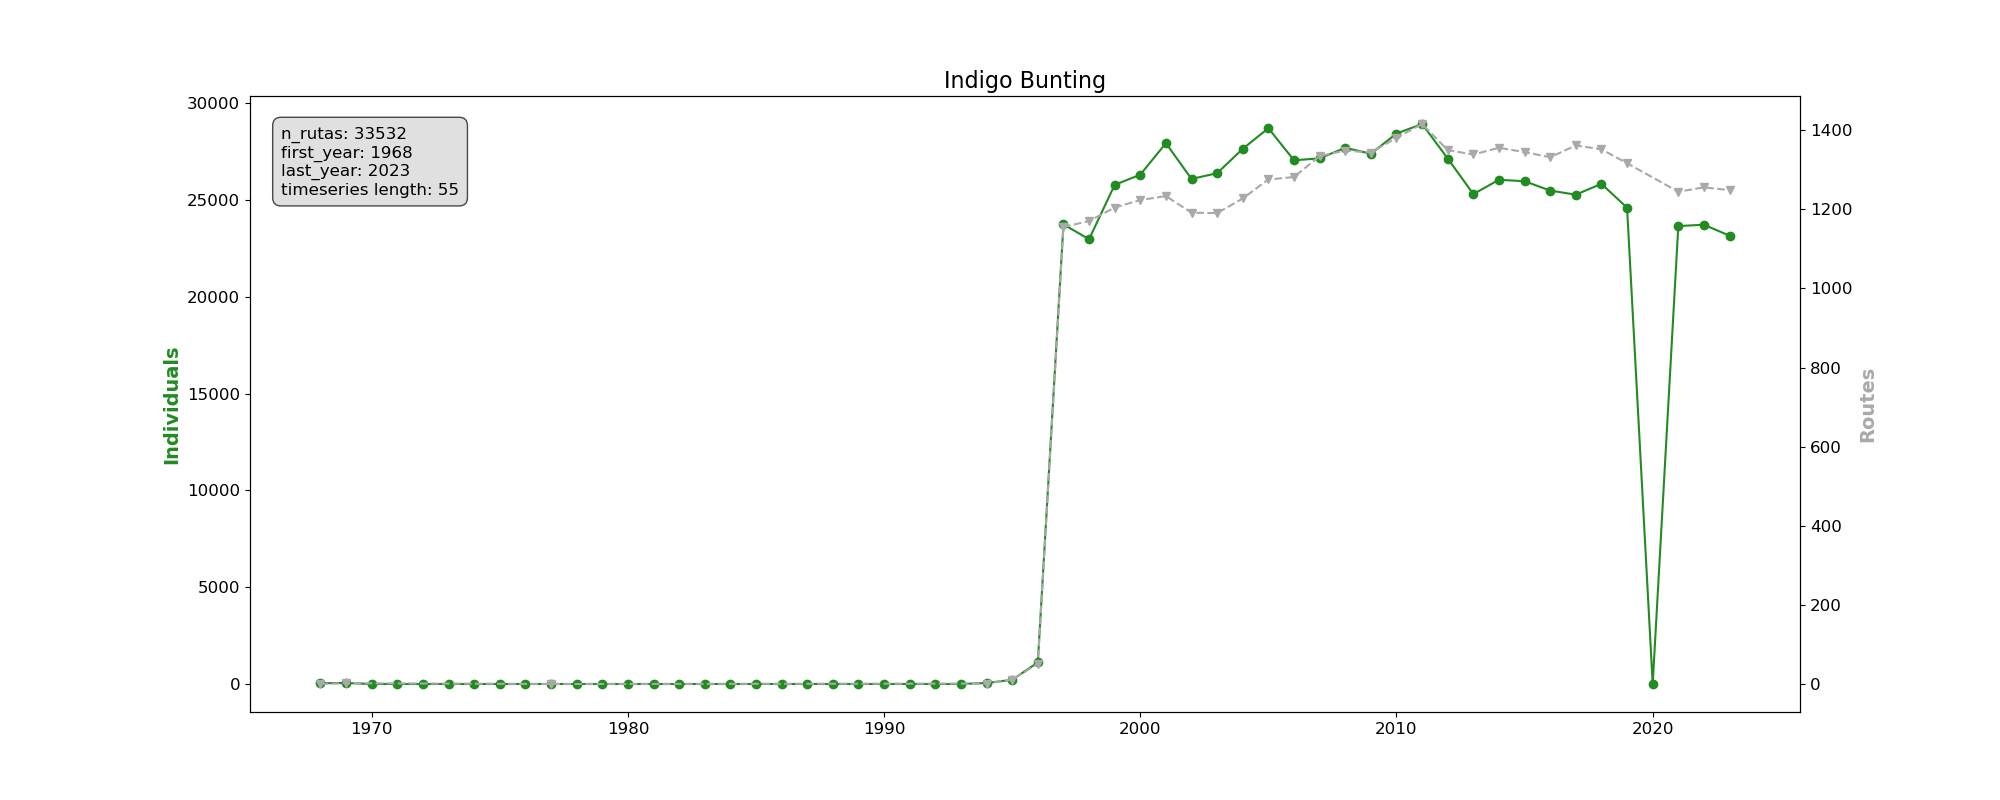 Indigo Bunting
n_rutas: 33532
first_year: 1968
last_year: 2023
timeseries length: 55
Individuals
30000
25000
20000
15000
10000
5000
0
Routes
1400
1200
1000
800
600
400
200
0
1970 1980 1990 2000 2010 2020